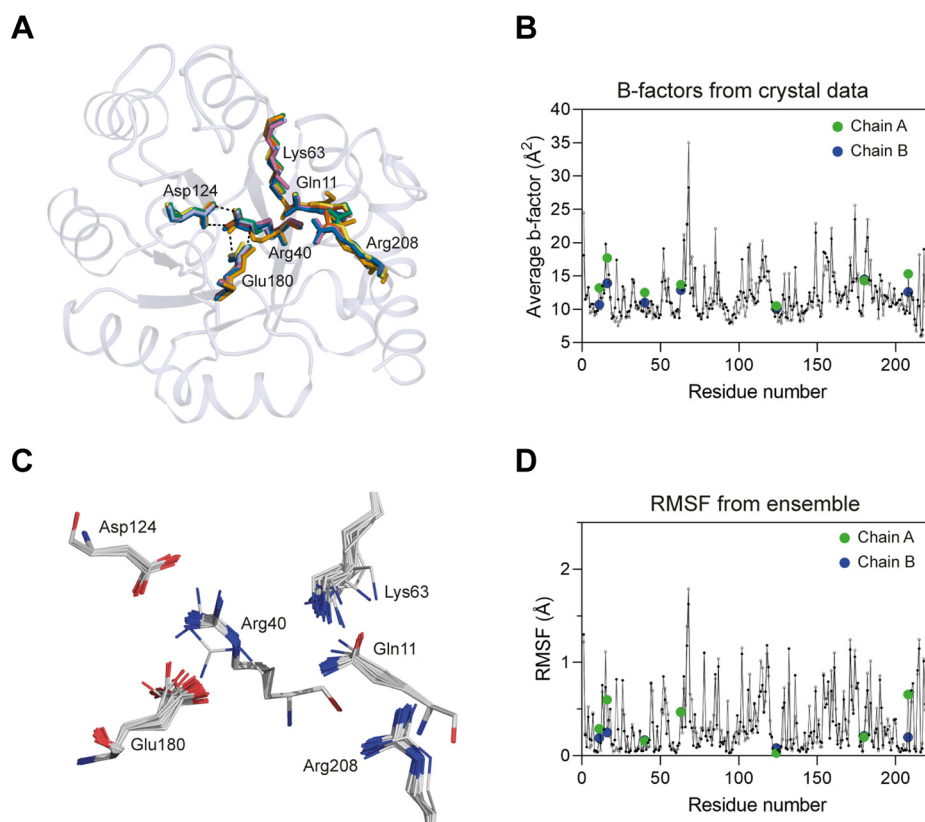 A
Lys63
Gln11
Asp124
Arg40
Arg208
Glu180
B
B-factors from crystal data
Average b-factor (Å²)
40
35
30
25
20
15
10
5
Chain A
Chain B
0
50
100
150
200
Residue number
C
Asp124
Lys63
Arg40
Gln11
Glu180
Arg208
D
RMSF from ensemble
RMSF (Å)
2
1
0
Chain A
Chain B
0
50
100
150
200
Residue number